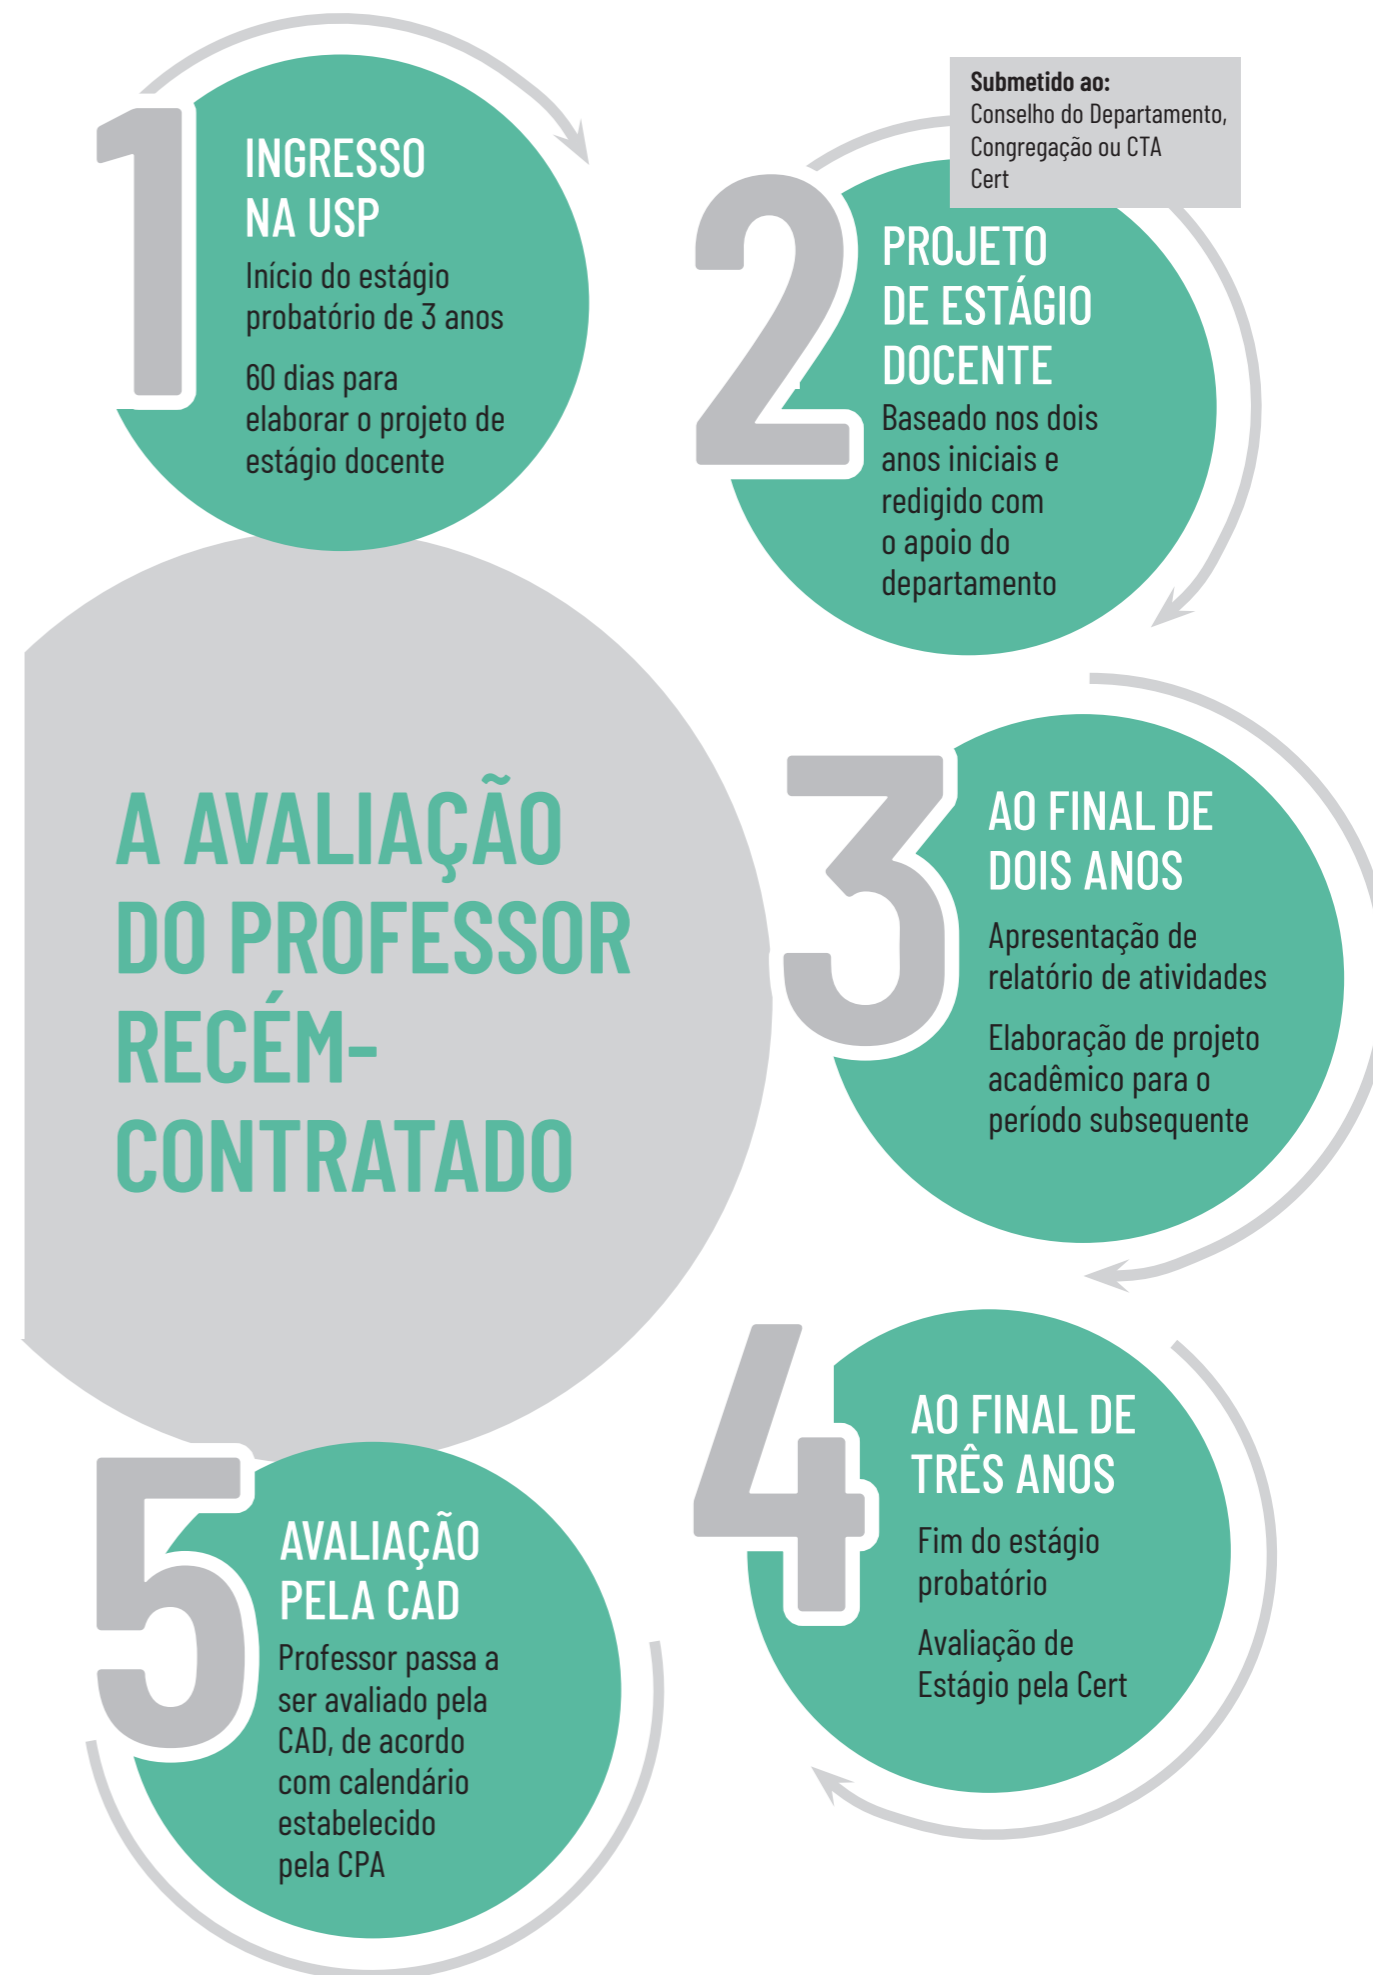 1
INGRESSO
NA USP
Início do estágio
probatório de 3 anos
60 dias para
elaborar o projeto de
estágio docente
Submetido ao:
Conselho do Departamento,
Congregação ou CTA
Cert
2
PROJETO
DE ESTÁGIO
DOCENTE
Baseado nos dois
anos iniciais e
redigido com
o apoio do
departamento
A AVALIAÇÃO
DO PROFESSOR
RECÉM-
CONTRATADO
3
AO FINAL DE
DOIS ANOS
Apresentação de
relatório de atividades
Elaboração de projeto
acadêmico para o
período subsequente
4
AO FINAL DE
TRÊS ANOS
Fim do estágio
probatório
Avaliação de
Estágio pela Cert
5
AVALIAÇÃO
PELA CAD
Professor passa a
ser avaliado pela
CAD, de acordo
com calendário
estabelecido
pela CPA